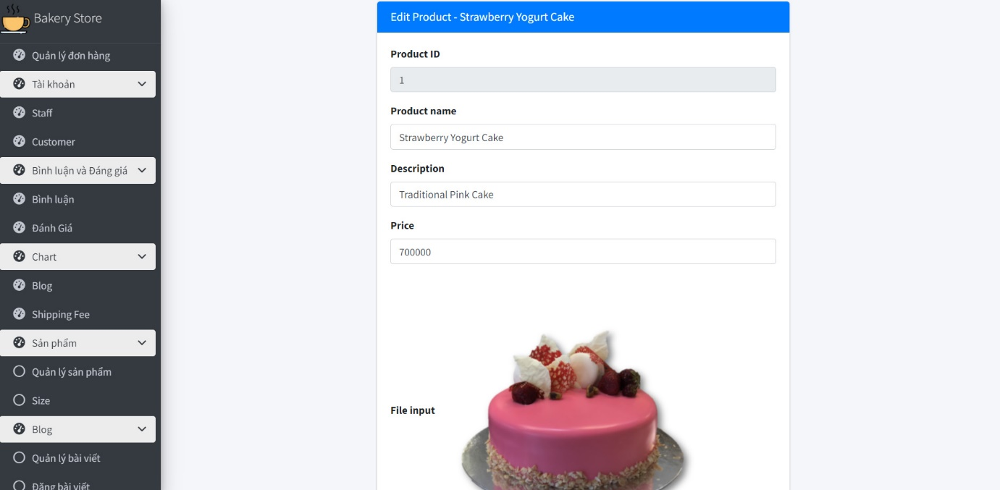 Bakery Store
Quản lý đơn hàng
Tài khoản
Staff
Customer
Bình luận và Đáng giá
Bình luận
Đánh Giá
Chart
Blog
Shipping Fee
Sản phẩm
Quản lý sản phẩm
Size
Blog
Quản lý bài viết
Đăng bài viết
Edit Product - Strawberry Yogurt Cake
Product ID
1
Product name
Strawberry Yogurt Cake
Description
Traditional Pink Cake
Price
700000
File input